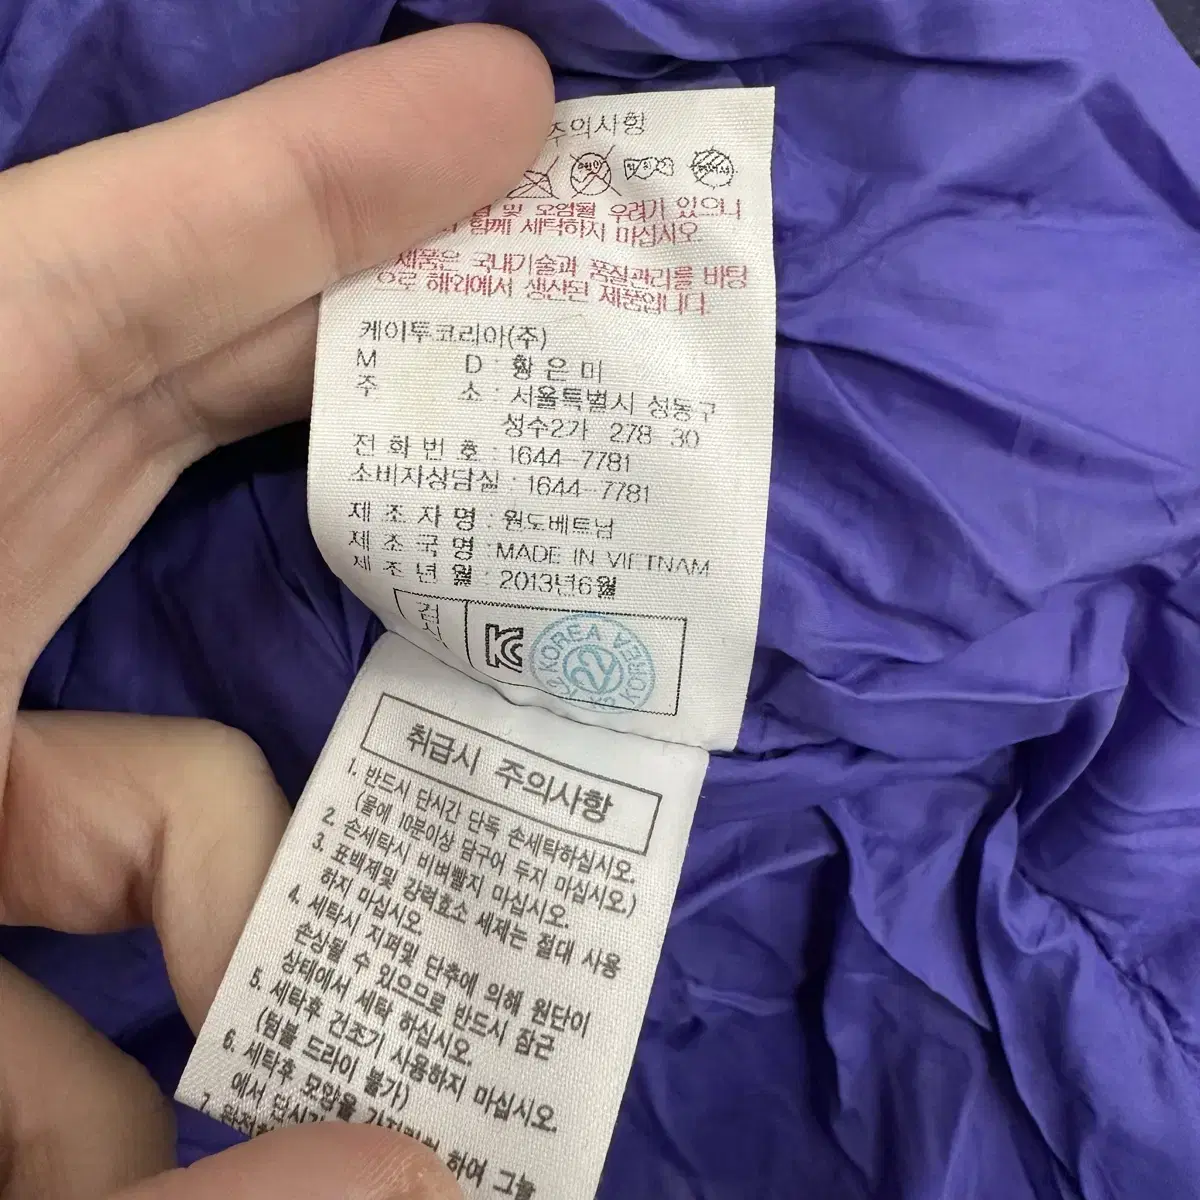 주의사항
및 오염될 우려가 있으니
함께 세탁하지 마십시오.
제품은 국내기술과 품질관리를 바탕
으로 해외에서 생산된 제품입니다.
케이투코리아(주)
M D : 황은미
주 소 : 서울특별시 성동구
성수2가 278 30
전화번호 : 1644-7781
소비자상담실 : 1644-7781
제조자명 : 원도베트남
제조국명 : MADE IN VIETNAM
제조년월 : 2013년6월
검
KOREA
취급시 주의사항
1. 반드시 단시간 단독 손세탁하십시오.
(물에 10분이상 담구어 두지 마십시오.)
2. 손세탁시 비벼빨지 마십시오.
3. 표백제및 강력효소 세제는 절대 사용
하지 마십시오
4. 세탁시 지퍼및 단추에 의해 원단이
손상될 수 있으므로 반드시 잠근
상태에서 세탁 하십시오.
5. 세탁후 건조기 사용하지 마십시오.
(텀블 드라이 불가)
6. 세탁후 모양을 하여 그늘
에서 단시간
7.